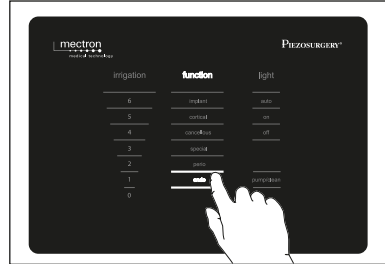 mectron
medical technology
PIEZOSURGERY®
irrigation function light
6 implant auto
5 cortical on
4 cancellous off
3 special
2 perio
1 endo pump/clean
0